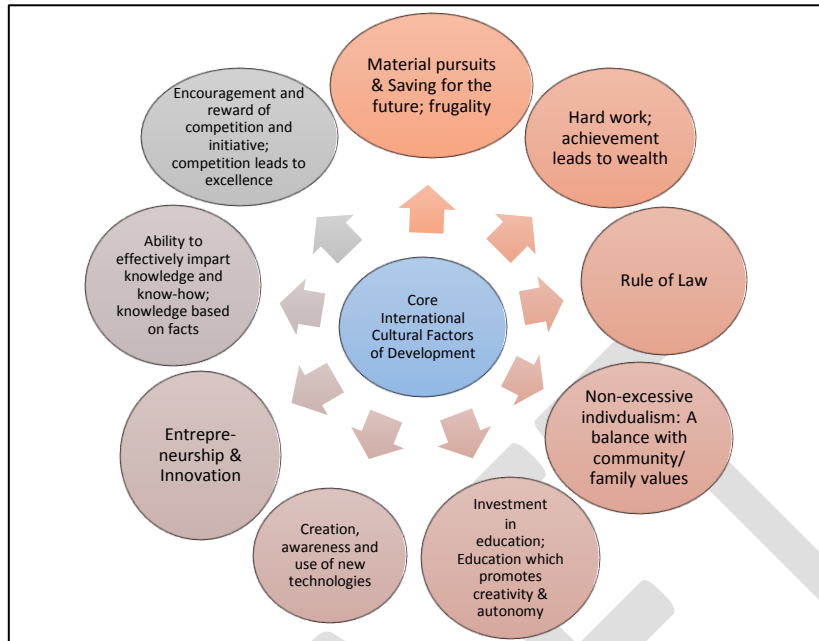 Material pursuits
& Saving for the
future; frugality
Hard work;
achievement
leads to wealth
Rule of Law
Non-excessive
indivdualism: A
balance with
community/
family values
Investment
in
education;
Education which
promotes
creativity &
autonomy
Creation,
awareness and
use of new
technologies
Entrepre-
neurship &
Innovation
Ability to
effectively impart
knowledge and
know-how;
knowledge based
on facts
Encouragement and
reward of
competition and
initiative;
competition leads to
excellence
Core
International
Cultural Factors
of Development